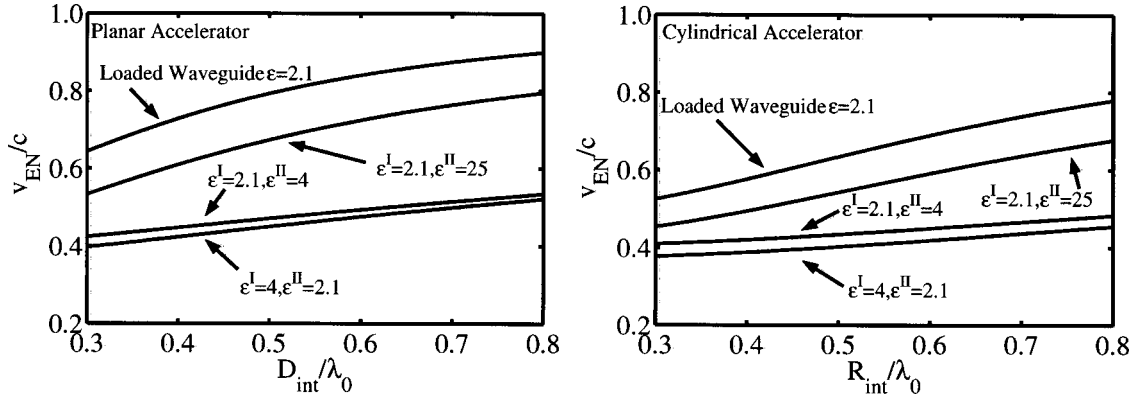 Planar Accelerator
Loaded Waveguide ε=2.1
ε^I=2.1,ε^II=25
ε^I=2.1,ε^II=4
ε^I=4,ε^II=2.1
v_EN/c
1.0
0.8
0.6
0.4
0.2
0.3 0.4 0.5 0.6 0.7 0.8
D_int/λ_0
Cylindrical Accelerator
Loaded Waveguide ε=2.1
ε^I=2.1,ε^II=4
ε^I=2.1,ε^II=25
ε^I=4,ε^II=2.1
v_EN/c
1.0
0.8
0.6
0.4
0.2
0.3 0.4 0.5 0.6 0.7 0.8
R_int/λ_0